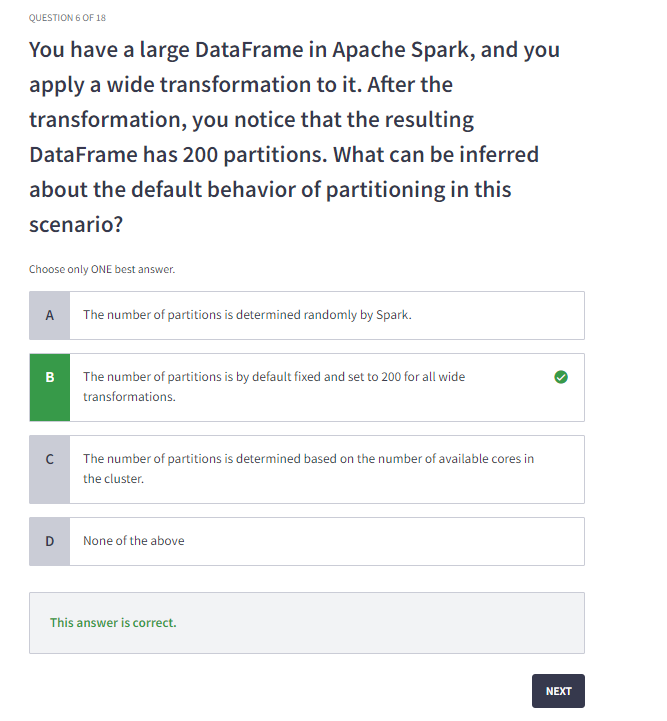 QUESTION 6 OF 18
You have a large DataFrame in Apache Spark, and you
apply a wide transformation to it. After the
transformation, you notice that the resulting
DataFrame has 200 partitions. What can be inferred
about the default behavior of partitioning in this
scenario?
Choose only ONE best answer.
A
The number of partitions is determined randomly by Spark.
B
The number of partitions is by default fixed and set to 200 for all wide
transformations.
C
The number of partitions is determined based on the number of available cores in
the cluster.
D
None of the above
This answer is correct.
NEXT